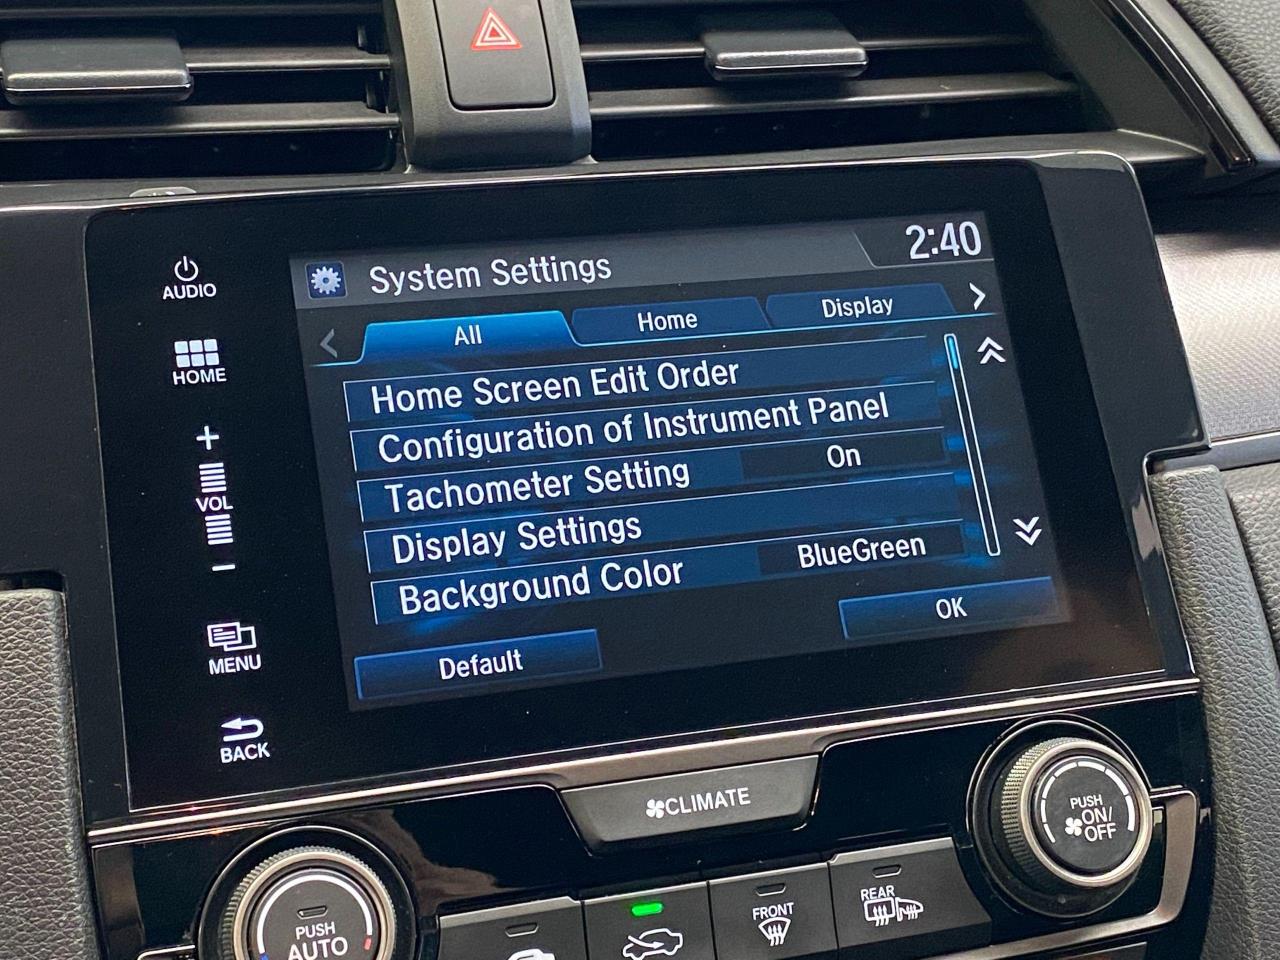 AUDIO
HOME
+
VOL
-
MENU
BACK
System Settings
2:40
All
Home
Display
Home Screen Edit Order
Configuration of Instrument Panel
Tachometer Setting
On
Display Settings
Background Color
BlueGreen
Default
OK
CLIMATE
PUSH
AUTO
FRONT
REAR
PUSH
ON/
OFF